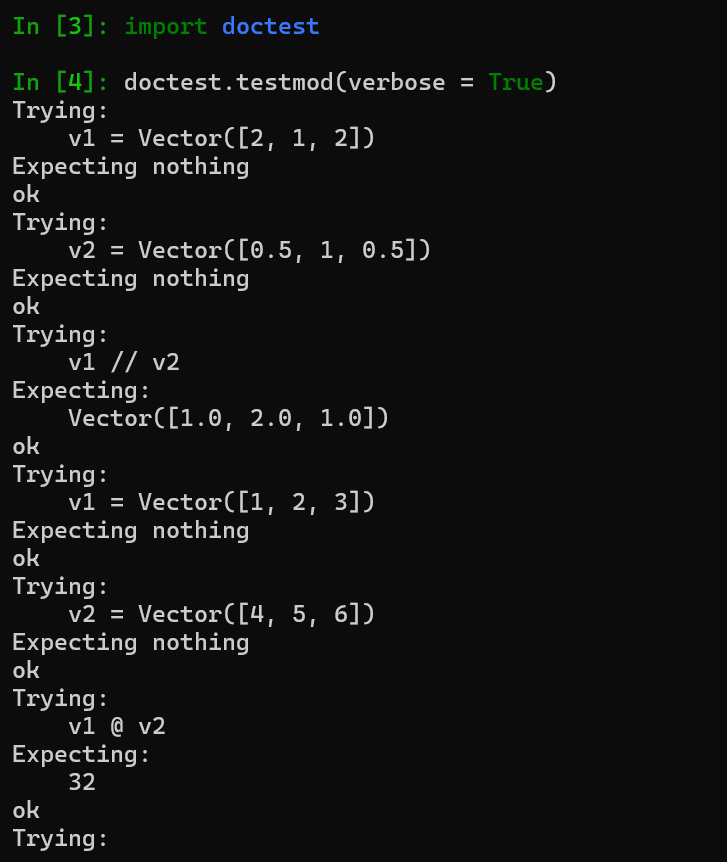 In [3]: import doctest
In [4]: doctest.testmod(verbose = True)
Trying:
    v1 = Vector([2, 1, 2])
Expecting nothing
ok
Trying:
    v2 = Vector([0.5, 1, 0.5])
Expecting nothing
ok
Trying:
    v1 // v2
Expecting:
    Vector([1.0, 2.0, 1.0])
ok
Trying:
    v1 = Vector([1, 2, 3])
Expecting nothing
ok
Trying:
    v2 = Vector([4, 5, 6])
Expecting nothing
ok
Trying:
    v1 @ v2
Expecting:
    32
ok
Trying: